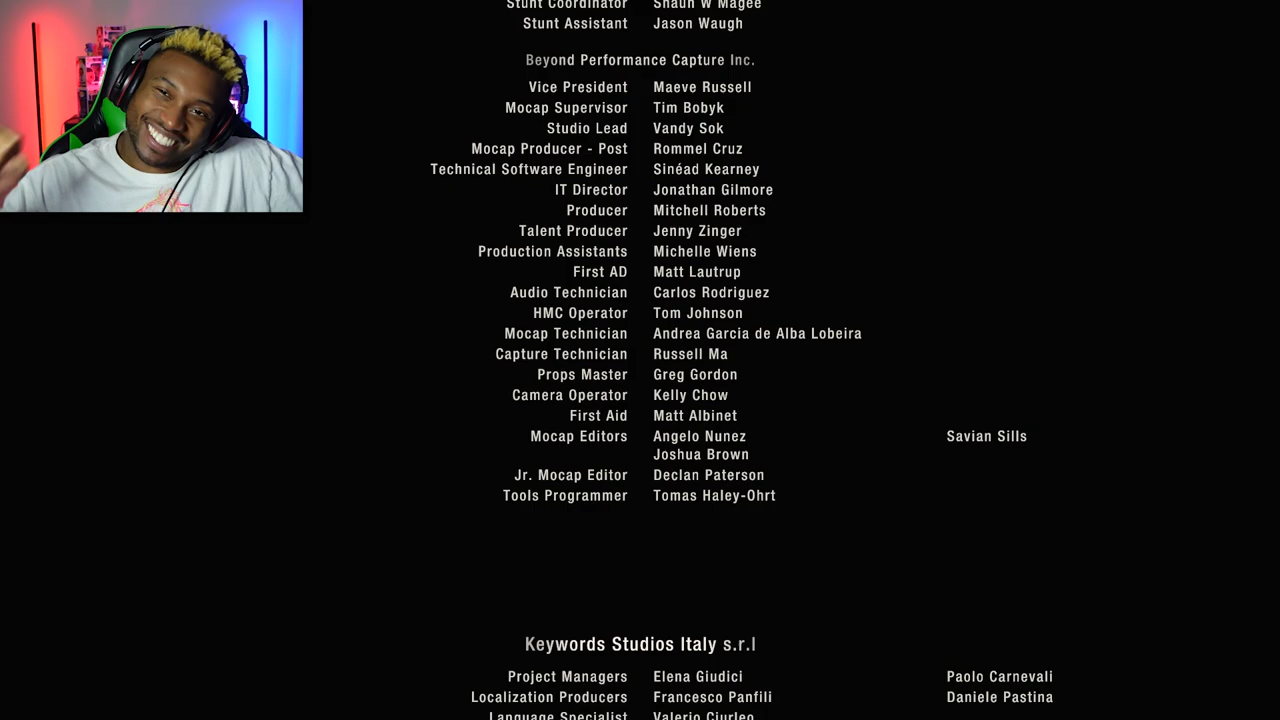 Stunt Coordinator Shaun W Magee
Stunt Assistant Jason Waugh
Beyond Performance Capture Inc.
Vice President Maeve Russell
Mocap Supervisor Tim Bobyk
Studio Lead Vandy Sok
Mocap Producer - Post Rommel Cruz
Technical Software Engineer Sinéad Kearney
IT Director Jonathan Gilmore
Producer Mitchell Roberts
Talent Producer Jenny Zinger
Production Assistants Michelle Wiens
First AD Matt Lautrup
Audio Technician Carlos Rodriguez
HMC Operator Tom Johnson
Mocap Technician Andrea Garcia de Alba Lobeira
Capture Technician Russell Ma
Props Master Greg Gordon
Camera Operator Kelly Chow
First Aid Matt Albinet
Mocap Editors Angelo Nunez Savian Sills
Joshua Brown
Jr. Mocap Editor Declan Paterson
Tools Programmer Tomas Haley-Ohrt
Keywords Studios Italy s.r.l
Project Managers Elena Giudici Paolo Carnevali
Localization Producers Francesco Panfili Daniele Pastina
Language Specialist Valerio Ciurleo